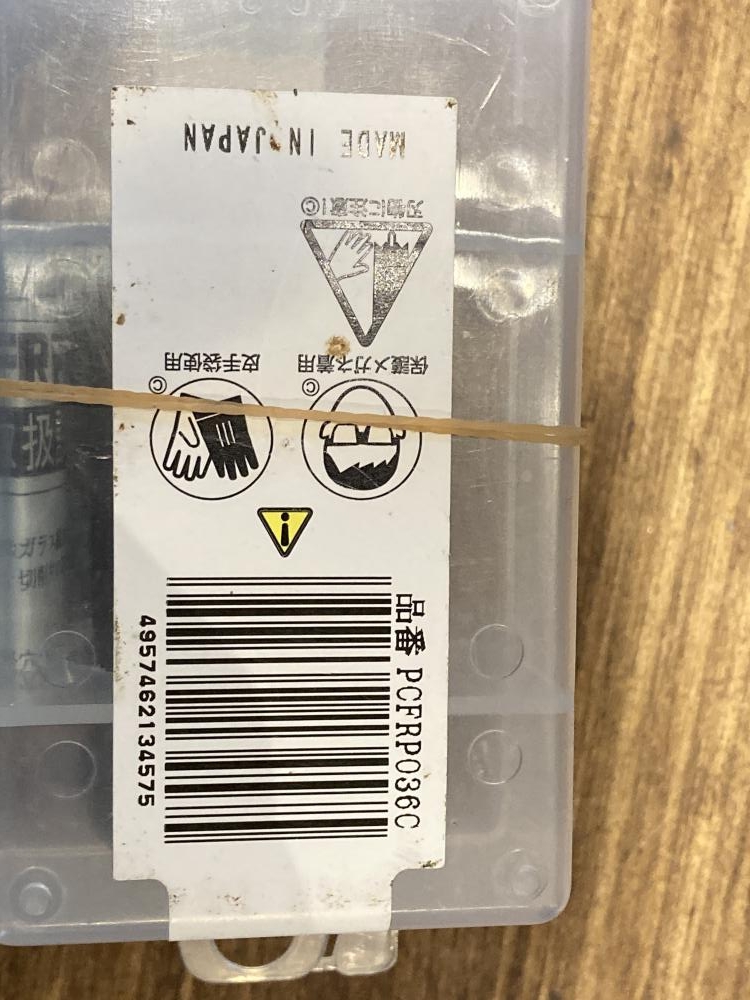 品番 PCFRP036C
4957462134575
保護メガネ着用
©
皮手袋使用
©
刃物に注意!©
MADE IN JAPAN
扱